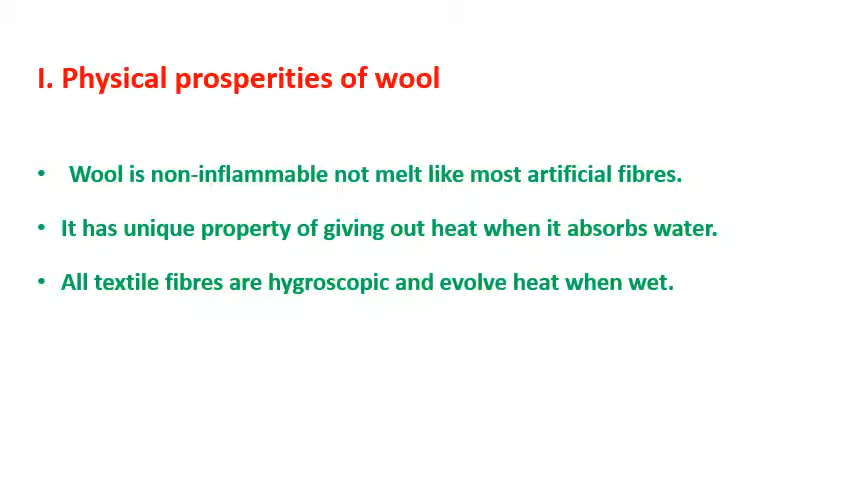 I. Physical prosperities of wool
• Wool is non-inflammable not melt like most artificial fibres.
• It has unique property of giving out heat when it absorbs water.
• All textile fibres are hygroscopic and evolve heat when wet.